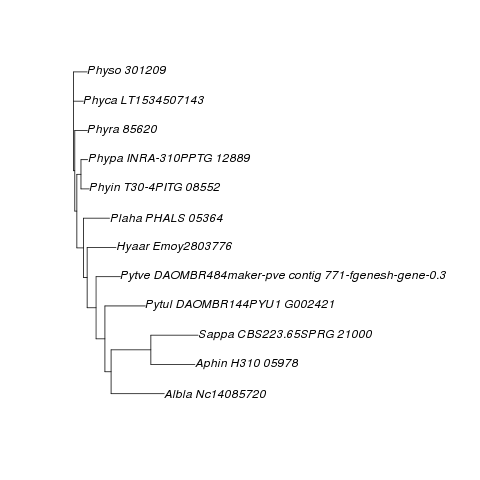 Physo 301209
Phyca LT1534507143
Phyra 85620
Phypa INRA-310PPTG 12889
Phyin T30-4PITG 08552
Plaha PHALS 05364
Hyaar Emoy2803776
Pytve DAOMBR484maker-pve contig 771-fgenesh-gene-0.3
Pytul DAOMBR144PYU1 G002421
Sappa CBS223.65SPRG 21000
Aphin H310 05978
Albla Nc14085720